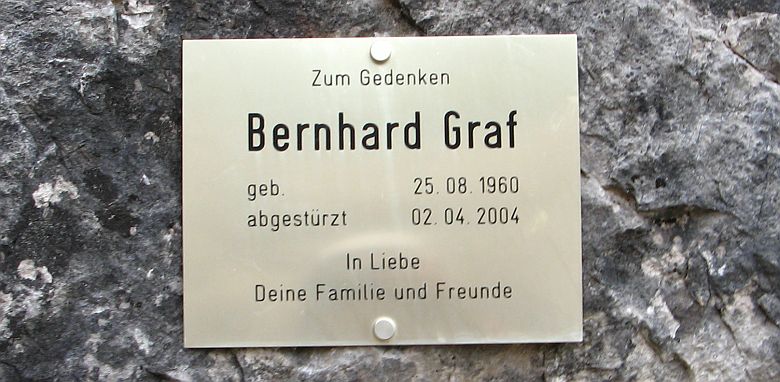 Zum Gedenken
Bernhard Graf
geb. 25. 08. 1960
abgestürzt 02. 04. 2004
In Liebe
Deine Familie und Freunde